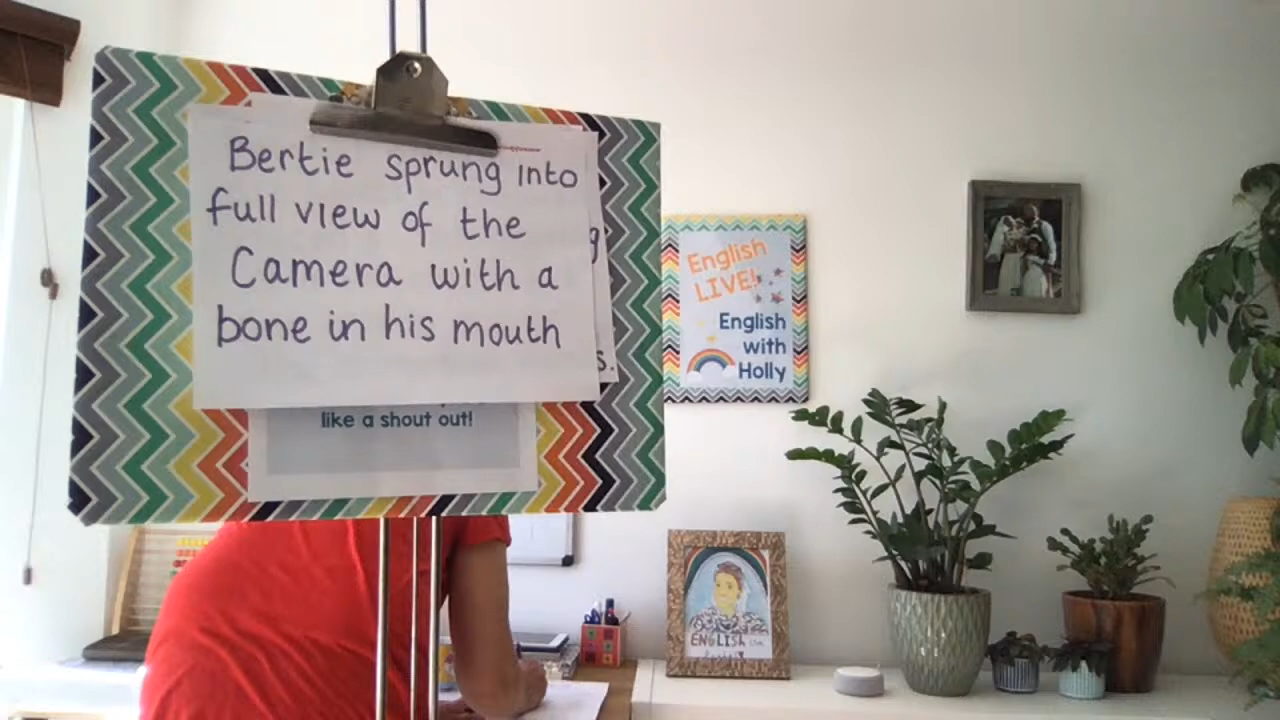 Bertie sprung into
full view of the
Camera with a
bone in his mouth
g
s.
like a shout out!
English
LIVE!
English
with
Holly
ENGLISH